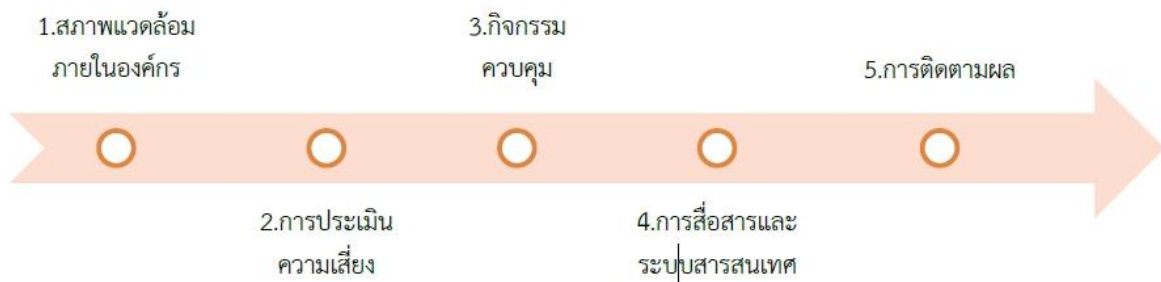 1.สภาพแวดล้อม
ภายในองค์กร
2.การประเมิน
ความเสี่ยง
3.กิจกรรม
ควบคุม
4.การสื่อสารและ
ระบบสารสนเทศ
5.การติดตามผล